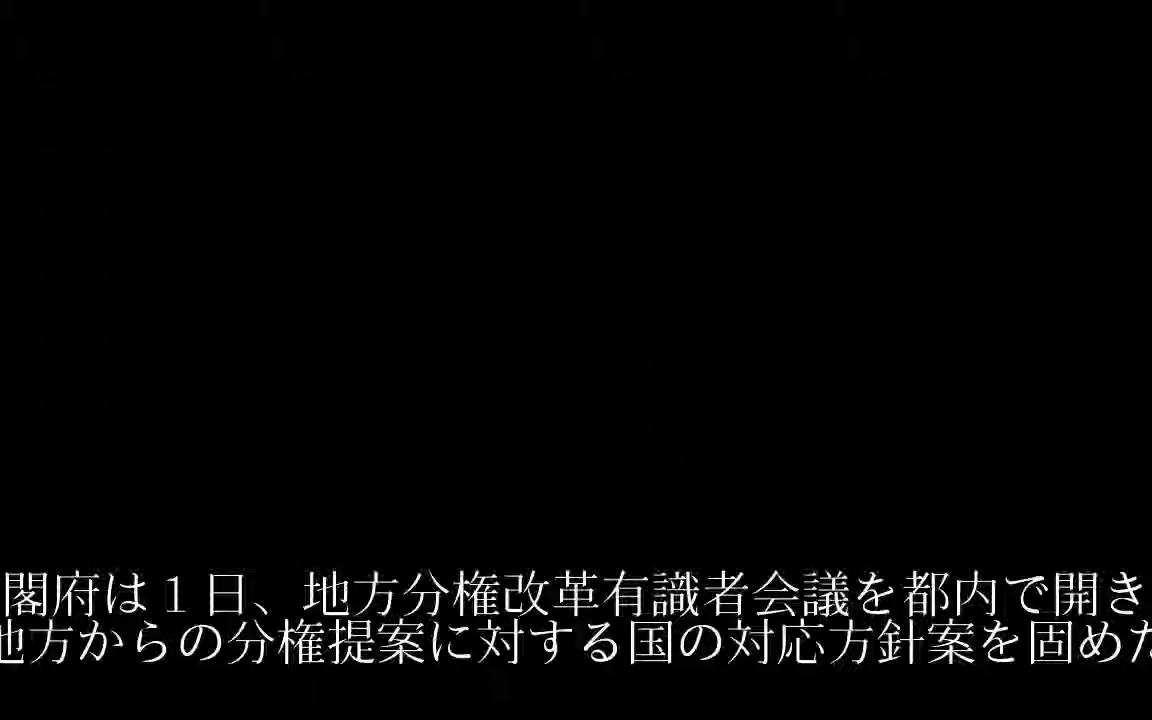 閣府は１日、地方分権改革有識者会議を都内で開き
地方からの分権提案に対する国の対応方針案を固めた